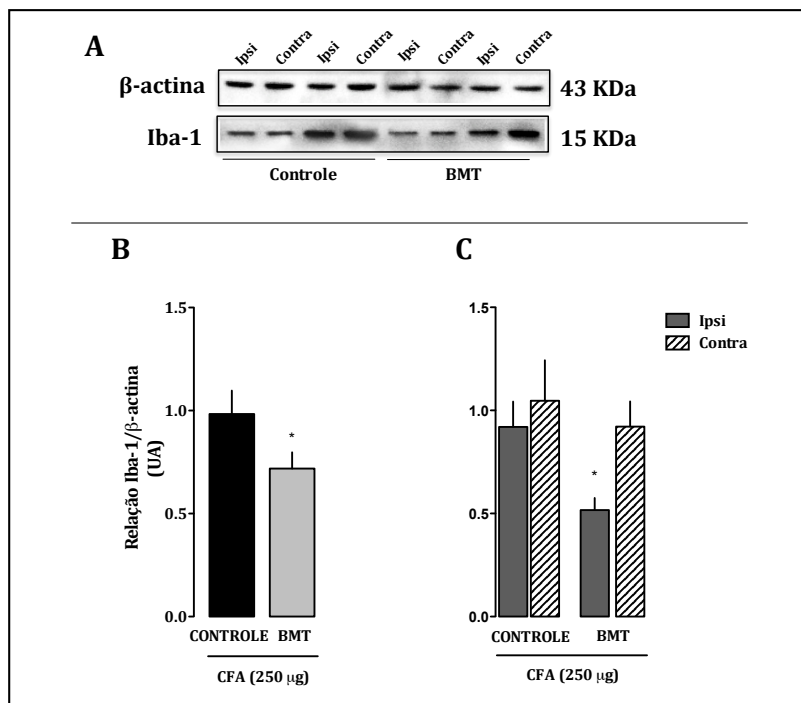 A
Ipsi Contra Ipsi Contra Ipsi Contra Ipsi Contra
β-actina 43 KDa
Iba-1 15 KDa
Controle BMT
B
Relação Iba-1/β-actina
(UA)
1.5
1.0
0.5
0.0
*
CONTROLE BMT
CFA (250 μg)
C
Ipsi
Contra
1.5
1.0
0.5
0.0
*
CONTROLE BMT
CFA (250 μg)